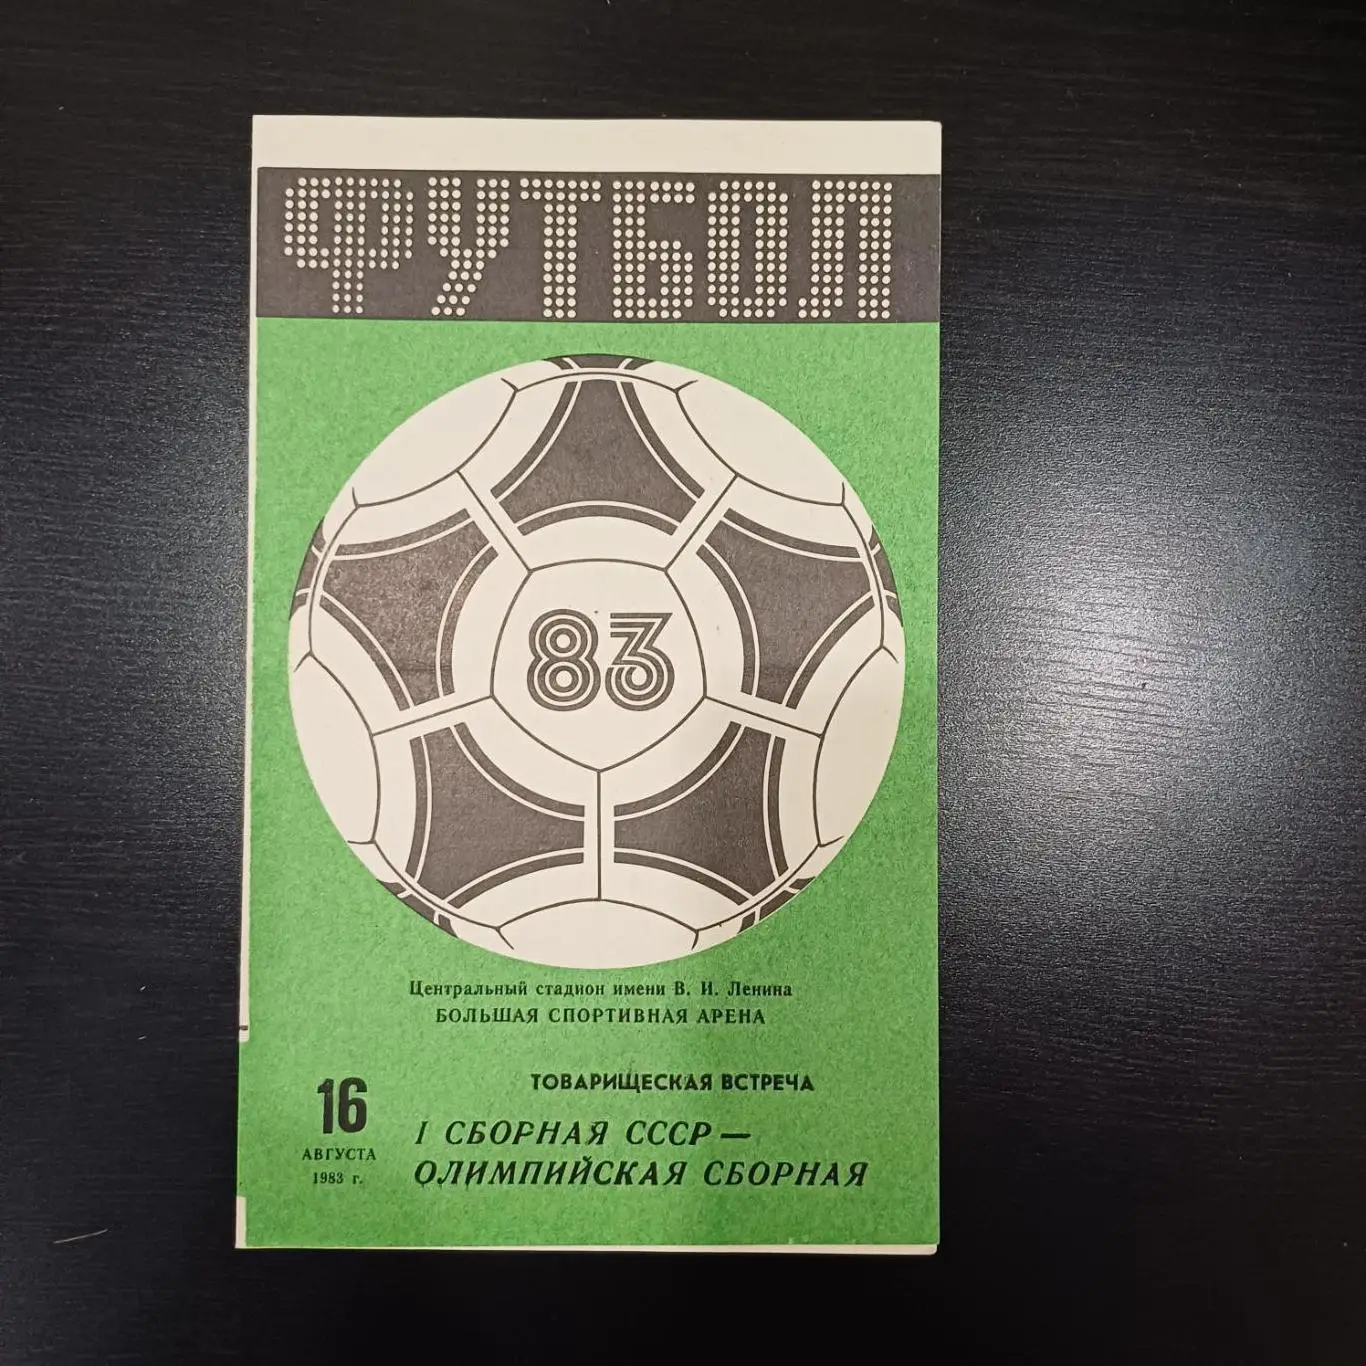 ФУТБОЛ
83
Центральный стадион имени В. И. Ленина
БОЛЬШАЯ СПОРТИВНАЯ АРЕНА
ТОВАРИЩЕСКАЯ ВСТРЕЧА
16
АВГУСТА
1983 г.
I СБОРНАЯ СССР —
ОЛИМПИЙСКАЯ СБОРНАЯ